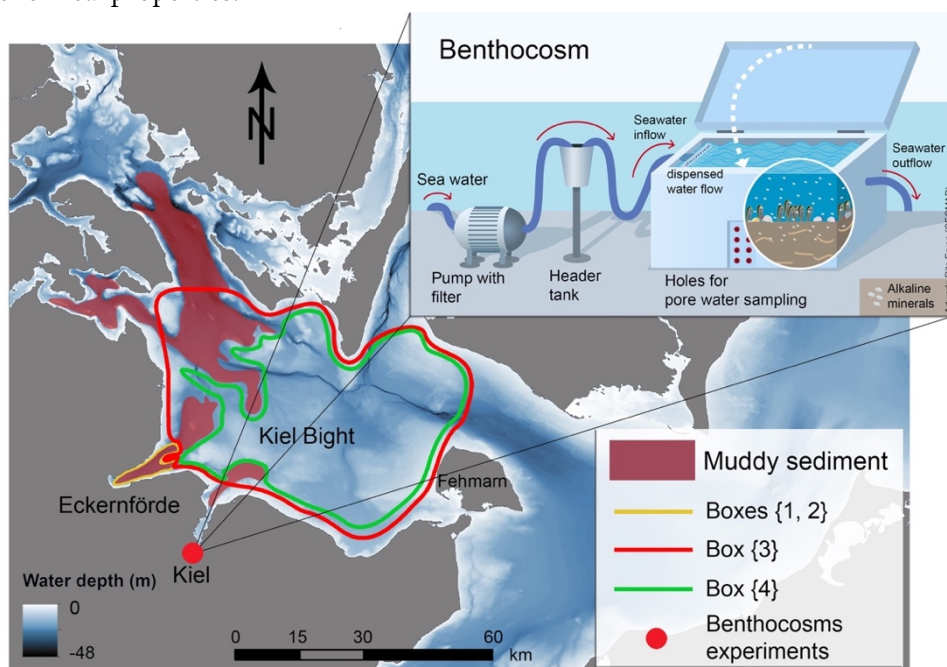 Benthocosm
Seawater
inflow
Seawater
outflow
Sea water
dispensed
water flow
Pump with
filter
Header
tank
Holes for
pore water sampling
Alkaline
minerals
N
Kiel Bight
Eckernförde
Fehmarn
Kiel
Muddy sediment
Boxes {1, 2}
Box {3}
Box {4}
Benthocosms
experiments
Water depth (m)
0
-48
0 15 30 60
km